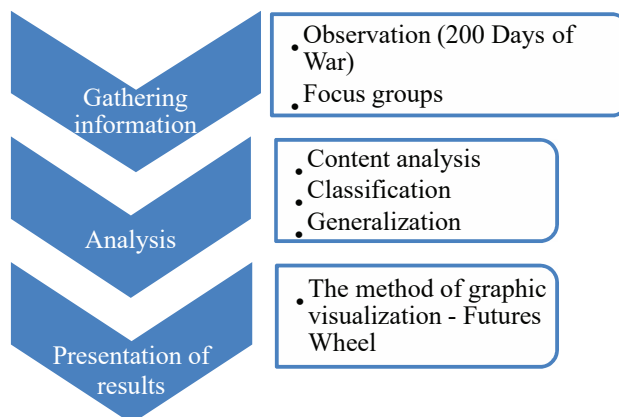 Gathering
information
• Observation (200 Days of
War)
• Focus groups
Analysis
• Content analysis
• Classification
• Generalization
Presentation of
results
• The method of graphic
visualization - Futures
Wheel